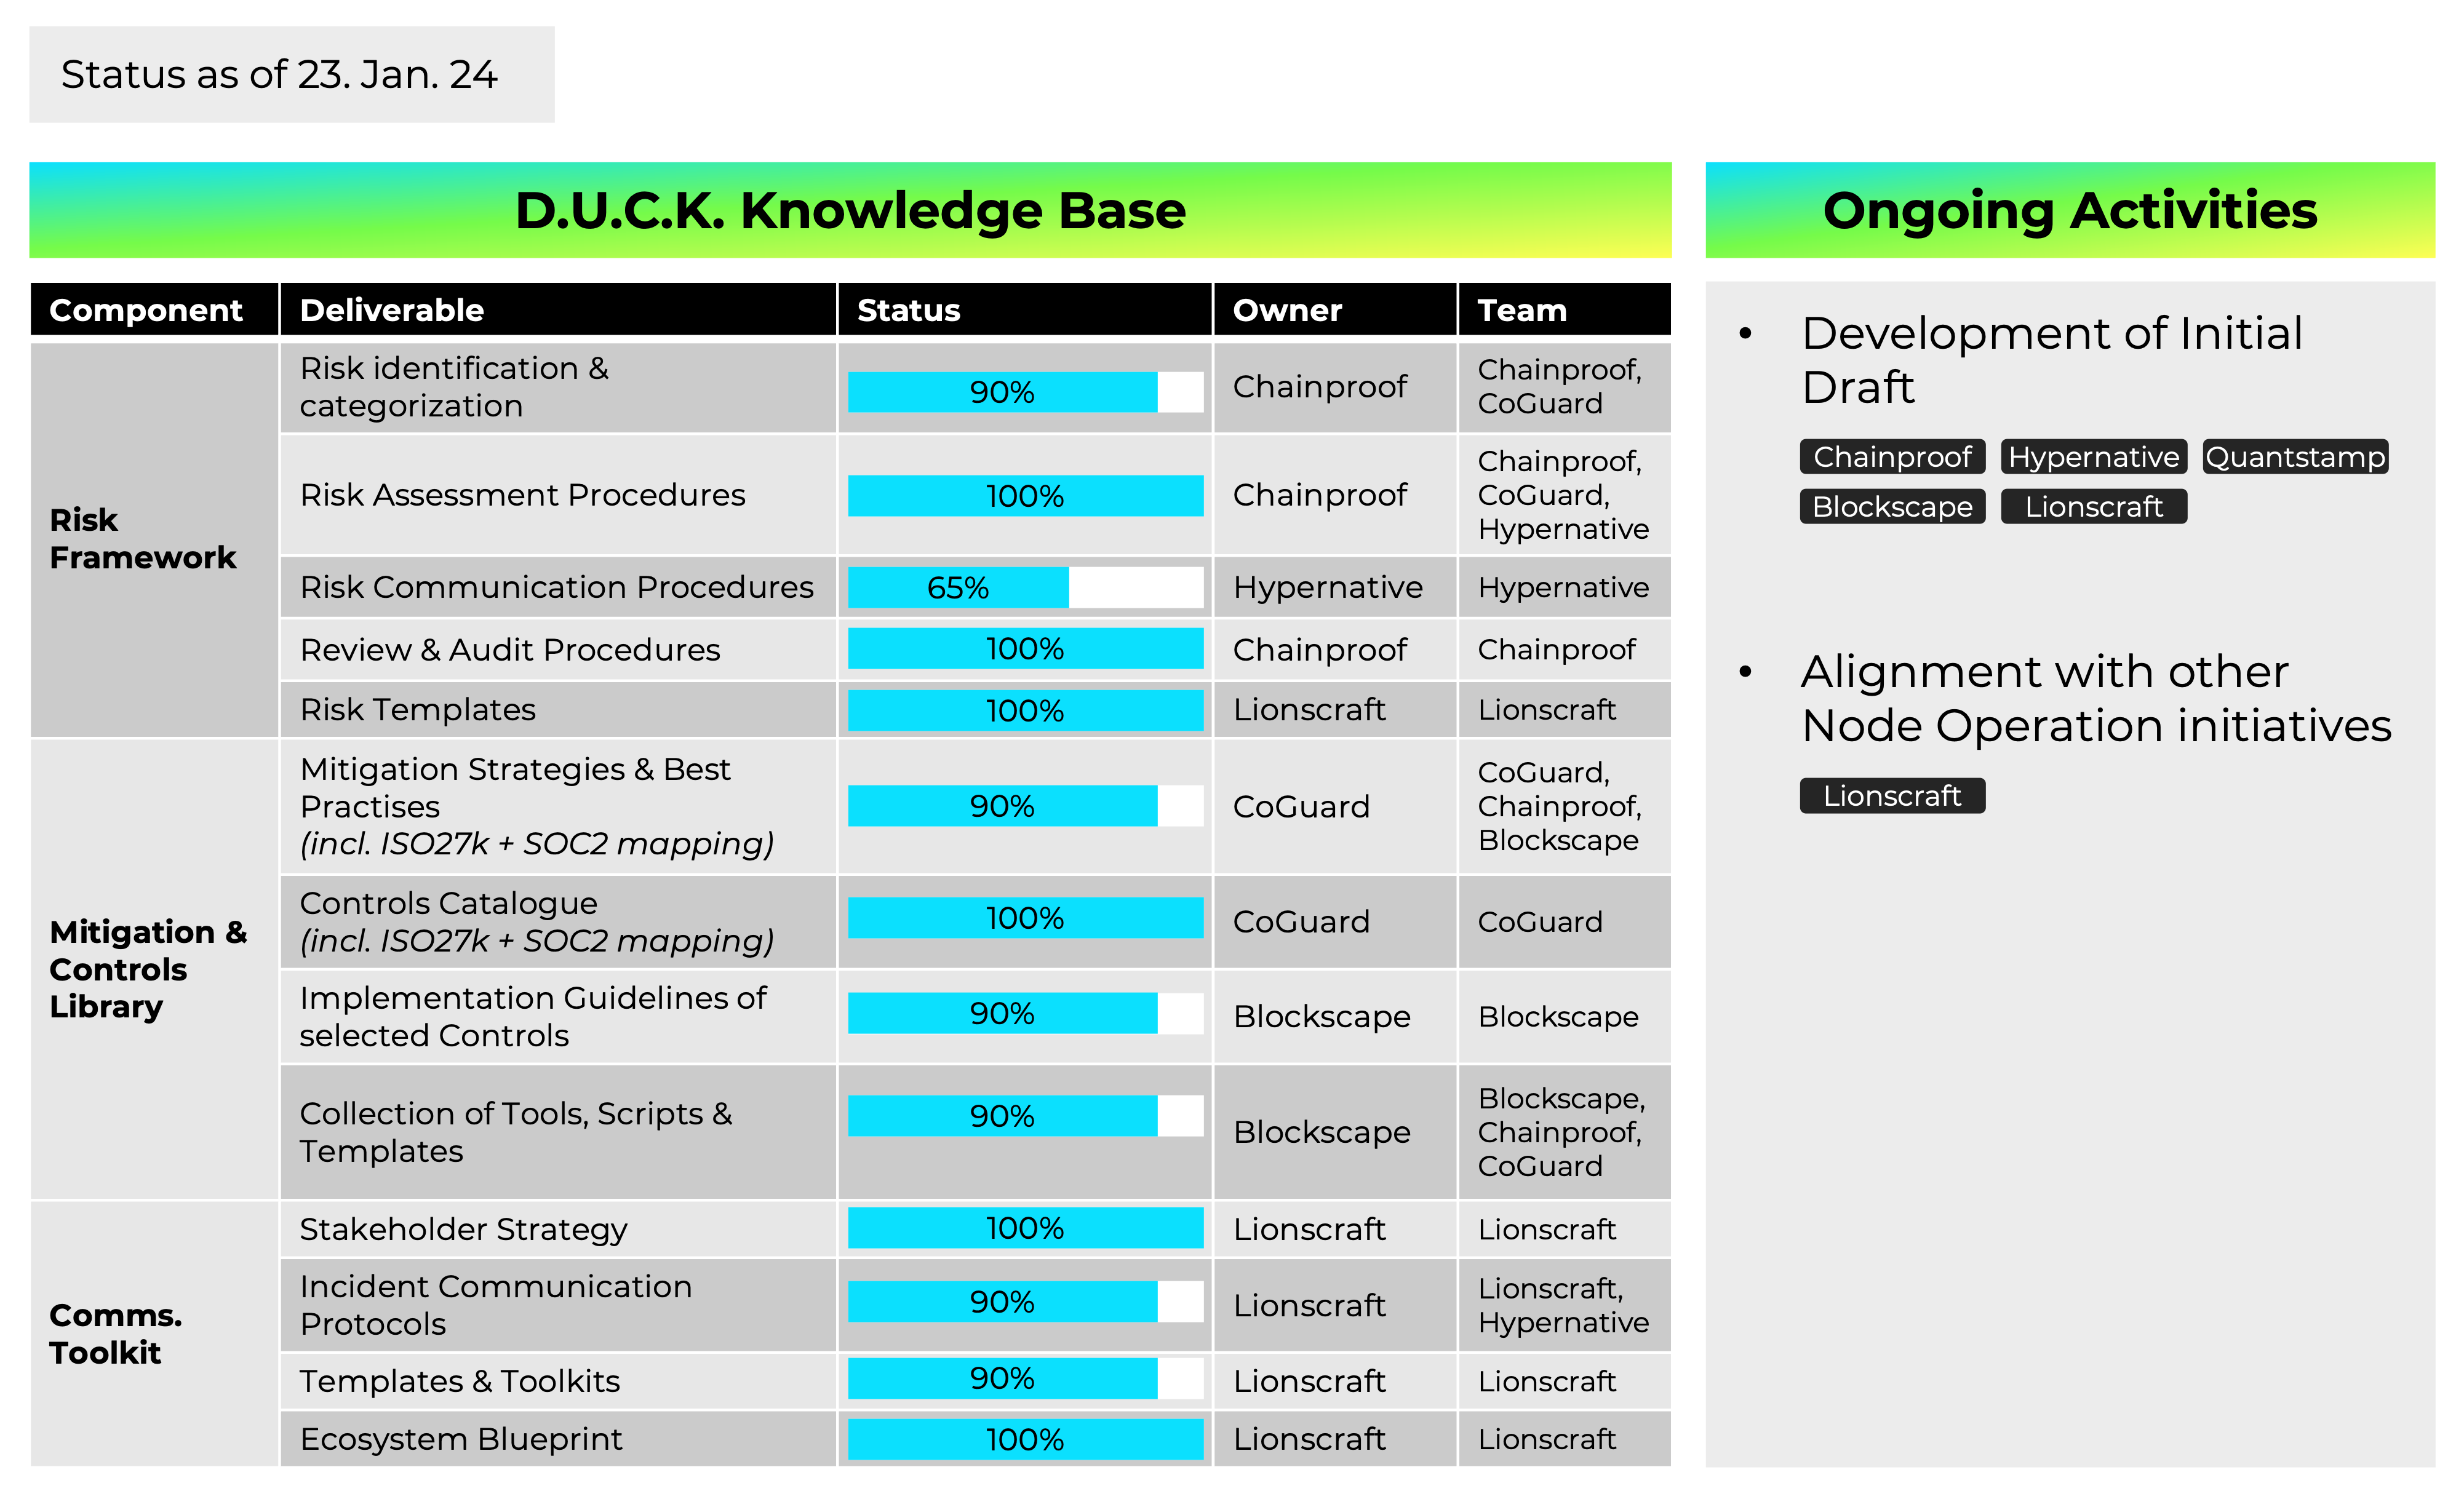 Status as of 23. Jan. 24
D.U.C.K. Knowledge Base
Component
Deliverable
Status
Owner
Team
Risk
Framework
Risk identification &
categorization
90%
Chainproof
Chainproof,
CoGuard
Risk Assessment Procedures
100%
Chainproof
Chainproof,
CoGuard,
Hypernative
Risk Communication Procedures
65%
Hypernative
Hypernative
Review & Audit Procedures
100%
Chainproof
Chainproof
Risk Templates
100%
Lionscraft
Lionscraft
Mitigation &
Controls
Library
Mitigation Strategies & Best
Practises
(incl. ISO27k + SOC2 mapping)
90%
CoGuard
CoGuard,
Chainproof,
Blockscape
Controls Catalogue
(incl. ISO27k + SOC2 mapping)
100%
CoGuard
CoGuard
Implementation Guidelines of
selected Controls
90%
Blockscape
Blockscape
Collection of Tools, Scripts &
Templates
90%
Blockscape
Blockscape,
Chainproof,
CoGuard
Comms.
Toolkit
Stakeholder Strategy
100%
Lionscraft
Lionscraft
Incident Communication
Protocols
90%
Lionscraft
Lionscraft,
Hypernative
Templates & Toolkits
90%
Lionscraft
Lionscraft
Ecosystem Blueprint
100%
Lionscraft
Lionscraft
Ongoing Activities
• Development of Initial
Draft
Chainproof Hypernative Quantstamp
Blockscape Lionscraft
• Alignment with other
Node Operation initiatives
Lionscraft